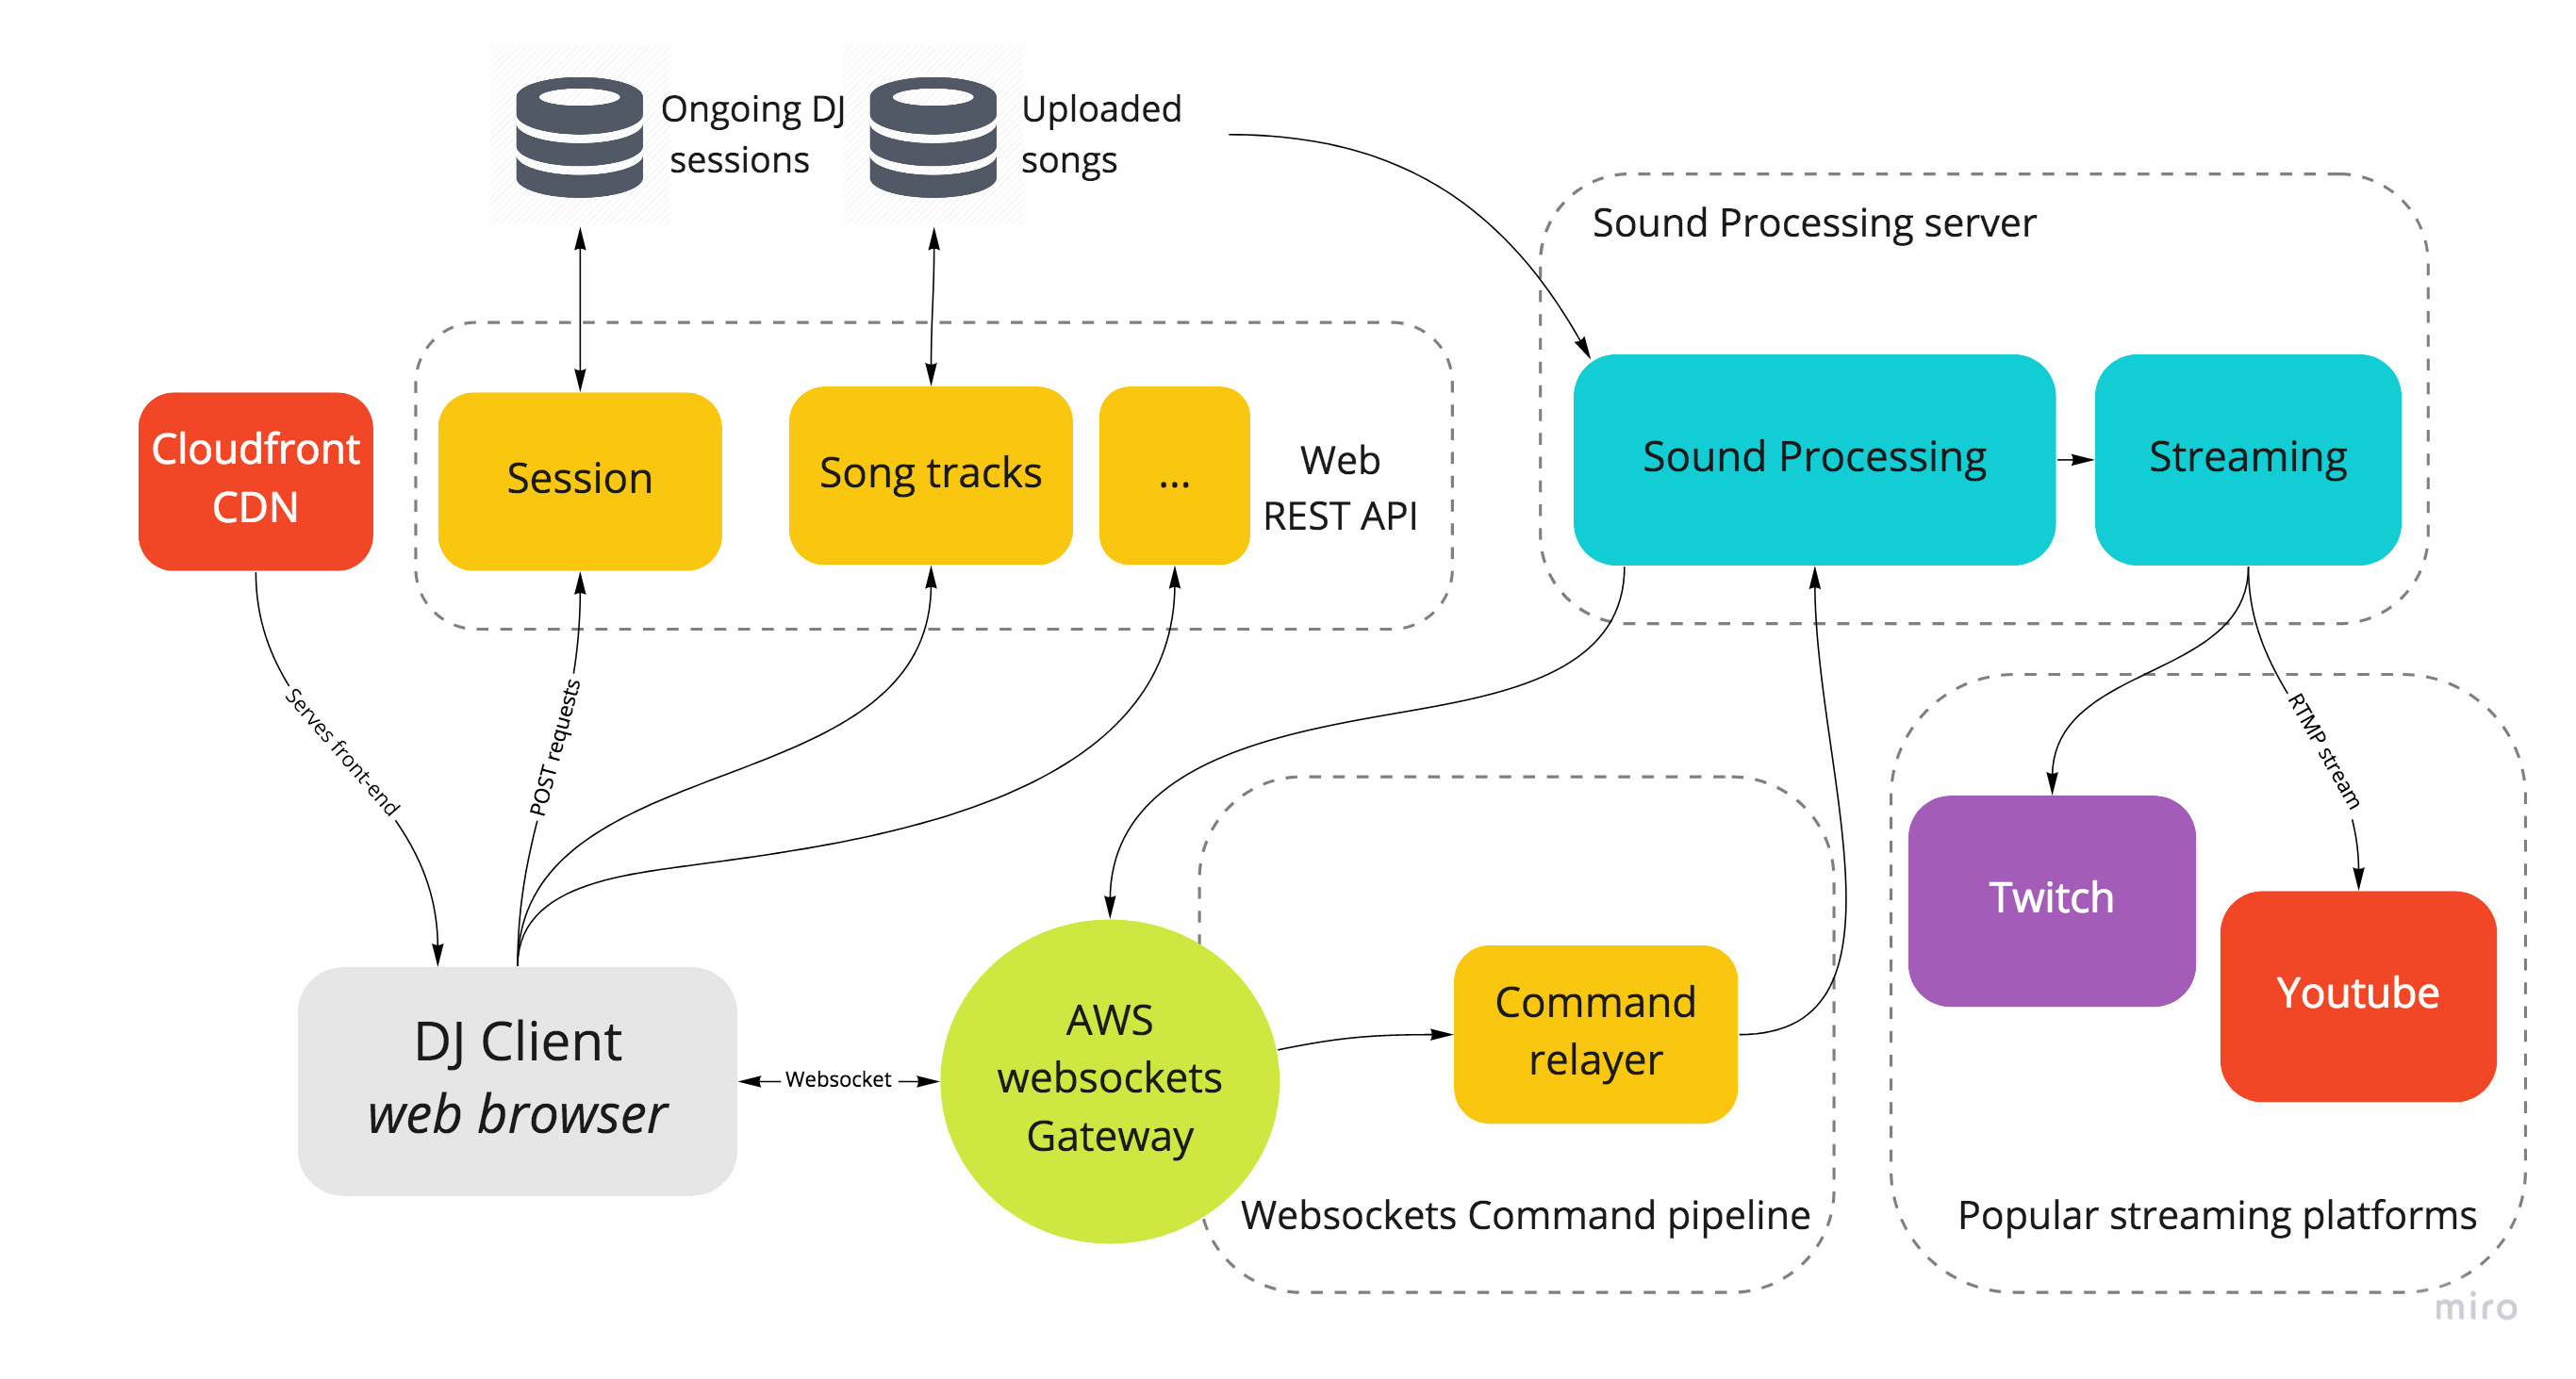 Ongoing DJ
sessions
Uploaded
songs
Sound Processing server
Cloudfront
CDN
Session
Song tracks
...
Web
REST API
Sound Processing
Streaming
Serves front-end
POST requests
RTMP stream
Twitch
Youtube
DJ Client
web browser
Websocket
AWS
websockets
Gateway
Command
relayer
Websockets Command pipeline
Popular streaming platforms
miro